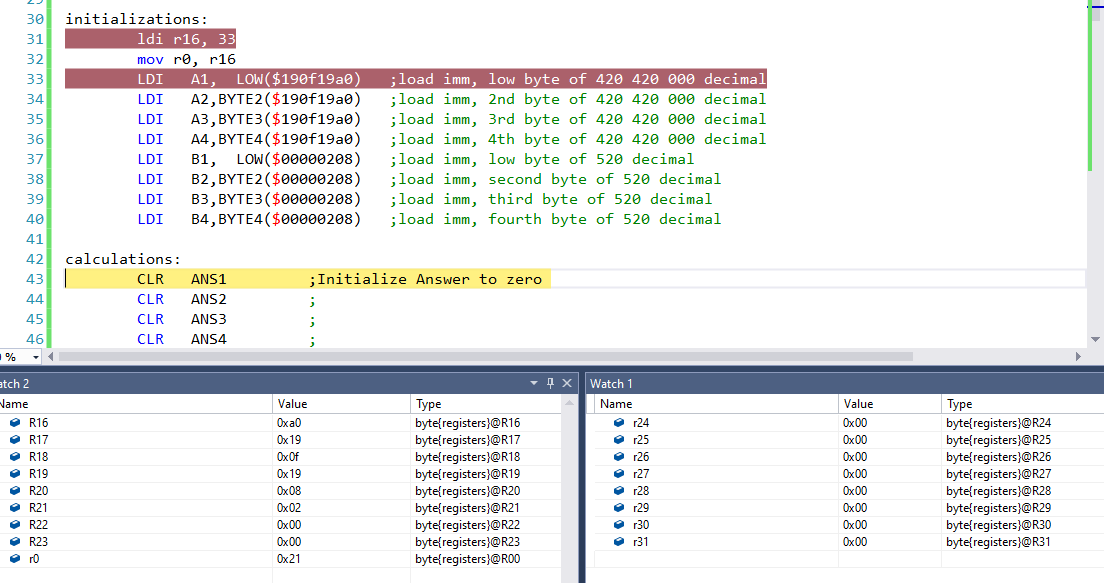 30 initializations:
31 ldi r16, 33
32 mov r0, r16
33 LDI A1, LOW($190f19a0) ;load imm, low byte of 420 420 000 decimal
34 LDI A2,BYTE2($190f19a0) ;load imm, 2nd byte of 420 420 000 decimal
35 LDI A3,BYTE3($190f19a0) ;load imm, 3rd byte of 420 420 000 decimal
36 LDI A4,BYTE4($190f19a0) ;load imm, 4th byte of 420 420 000 decimal
37 LDI B1, LOW($00000208) ;load imm, low byte of 520 decimal
38 LDI B2,BYTE2($00000208) ;load imm, second byte of 520 decimal
39 LDI B3,BYTE3($00000208) ;load imm, third byte of 520 decimal
40 LDI B4,BYTE4($00000208) ;load imm, fourth byte of 520 decimal
41
42 calculations:
43 CLR ANS1 ;Initialize Answer to zero
44 CLR ANS2 ;
45 CLR ANS3 ;
46 CLR ANS4 ;
%
atch 2
Name Value Type
R16 0xa0 byte{registers}@R16
R17 0x19 byte{registers}@R17
R18 0x0f byte{registers}@R18
R19 0x19 byte{registers}@R19
R20 0x08 byte{registers}@R20
R21 0x02 byte{registers}@R21
R22 0x00 byte{registers}@R22
R23 0x00 byte{registers}@R23
r0 0x21 byte{registers}@R00
Watch 1
Name Value Type
r24 0x00 byte{registers}@R24
r25 0x00 byte{registers}@R25
r26 0x00 byte{registers}@R26
r27 0x00 byte{registers}@R27
r28 0x00 byte{registers}@R28
r29 0x00 byte{registers}@R29
r30 0x00 byte{registers}@R30
r31 0x00 byte{registers}@R31